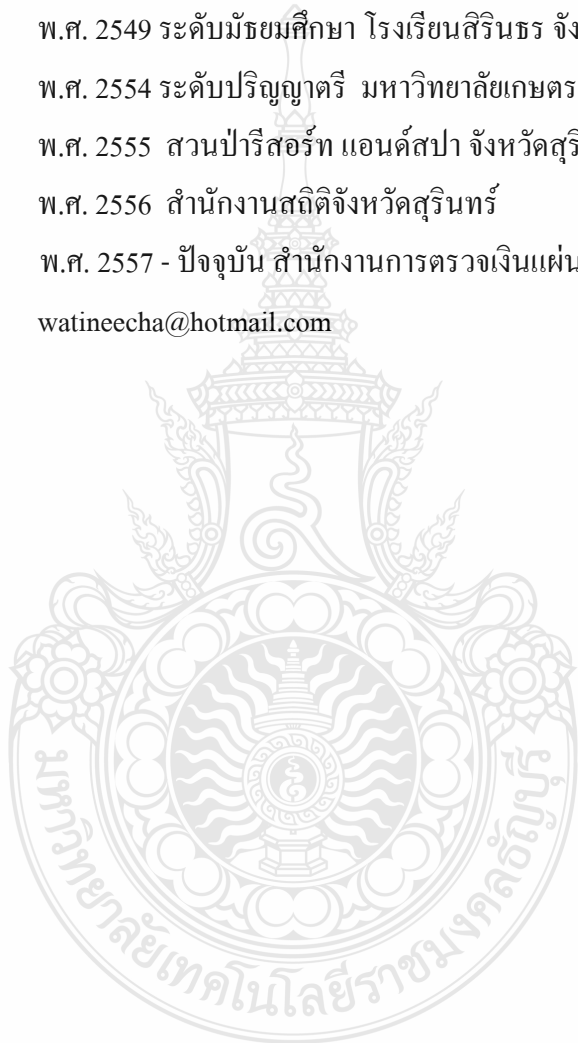 พ.ศ. 2549 ระดับมัธยมศึกษา โรงเรียนสิรินธร จัง
พ.ศ. 2554 ระดับปริญญาตรี มหาวิทยาลัยเกษตร
พ.ศ. 2555 สวนป่ารีสอร์ท แอนด์สปา จังหวัดสุริ
พ.ศ. 2556 สำนักงานสถิติจังหวัดสุรินทร์
พ.ศ. 2557 - ปัจจุบัน สำนักงานการตรวจเงินแผ่น
watineecha@hotmail.com
มหาวิทยาลัยเทคโนโลยีราชมงคลธัญบุรี